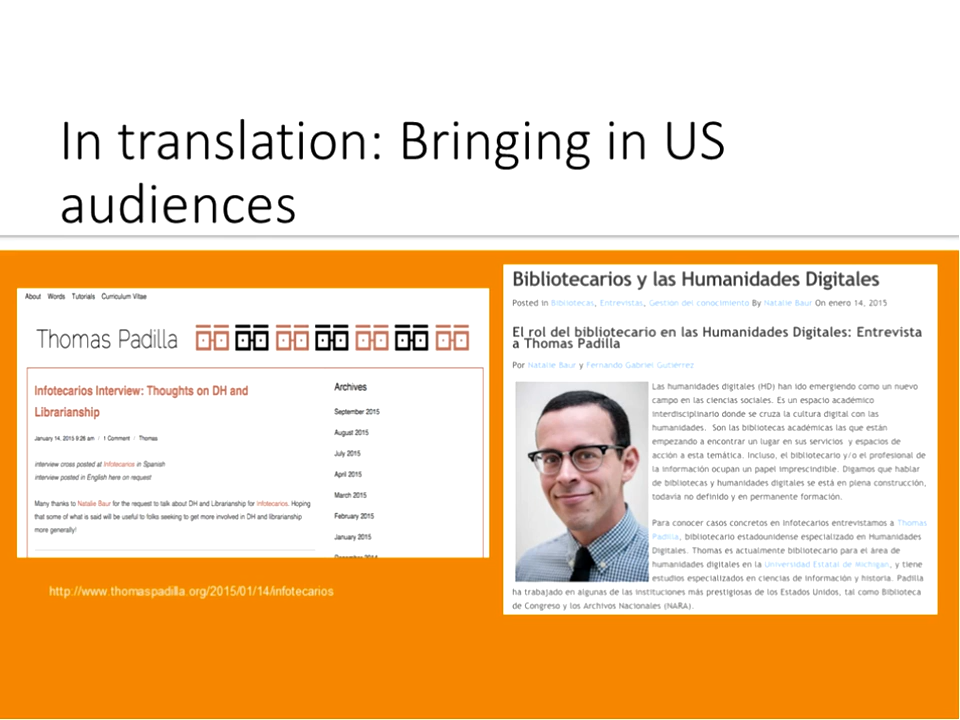 In translation: Bringing in US
audiences
About Words Tutorials Curriculum Vitae
Thomas Padilla
Infotecarios Interview: Thoughts on DH and
Librarianship
January 14, 2015 9:26 am / 1 Comment / Thomas
interview cross posted at Infotecarios in Spanish
interview posted in English here on request
Many thanks to Natalie Baur for the request to talk about DH and Librarianship for Infotecarios. Hoping
that some of what is said will be useful to folks seeking to get more involved in DH and librarianship
more generally!
Archives
September 2015
August 2015
July 2015
April 2015
March 2015
February 2015
January 2015
December 2014
http://www.thomaspadilla.org/2015/01/14/infotecarios
Bibliotecarios y las Humanidades Digitales
Posted in Bibliotecas, Entrevistas, Gestión del conocimiento By Natalie Baur On enero 14, 2015
El rol del bibliotecario en las Humanidades Digitales: Entrevista
a Thomas Padilla
Por Natalie Baur y Fernando Gabriel Gutiérrez
Las humanidades digitales (HD) han ido emergiendo como un nuevo
campo en las ciencias sociales. Es un espacio académico
interdisciplinario donde se cruza la cultura digital con las
humanidades. Son las bibliotecas académicas las que están
empezando a encontrar un lugar en sus servicios y espacios de
acción a esta temática. Incluso, el bibliotecario y/o el profesional de
la información ocupan un papel imprescindible. Digamos que hablar
de bibliotecas y humanidades digitales se está en plena construcción,
todavía no definido y en permanente formación.
Para conocer casos concretos en Infotecarios entrevistamos a Thomas
Padilla, bibliotecario estadounidense especializado en Humanidades
Digitales. Thomas es actualmente bibliotecario para el área de
humanidades digitales en la Universidad Estatal de Michigan, y tiene
estudios especializados en ciencias de información y historia. Padilla
ha trabajado en algunas de las instituciones más prestigiosas de los Estados Unidos, tal como Biblioteca
de Congreso y los Archivos Nacionales (NARA).